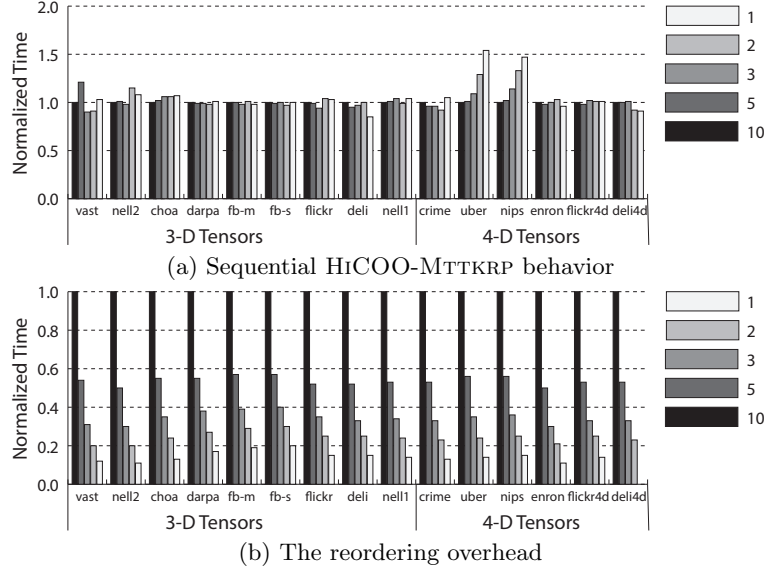 2.0
1.5
1.0
0.5
0.0
Normalized Time
1
2
3
5
10
vast nell2 choa darpa fb-m fb-s flickr deli nell1 crime uber nips enron flickr4d deli4d
3-D Tensors 4-D Tensors
(a) Sequential HICOO-MTTKRP behavior
1.0
0.8
0.6
0.4
0.2
0.0
Normalized Time
1
2
3
5
10
vast nell2 choa darpa fb-m fb-s flickr deli nell1 crime uber nips enron flickr4d deli4d
3-D Tensors 4-D Tensors
(b) The reordering overhead